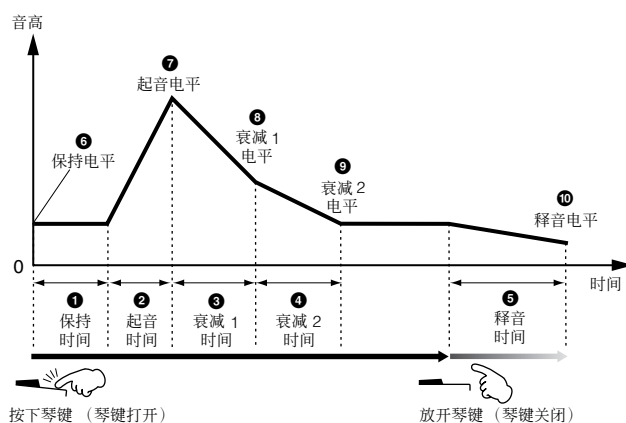 音高
❼
起音电平
❽
衰减 1
电平
❻
保持电平
❾
衰减 2
电平
❿
释音电平
0
时间
❶
保持
时间
❷
起音
时间
❸
衰减 1
时间
❹
衰减 2
时间
❺
释音
时间
按下琴键 （琴键打开）
放开琴键 （琴键关闭）